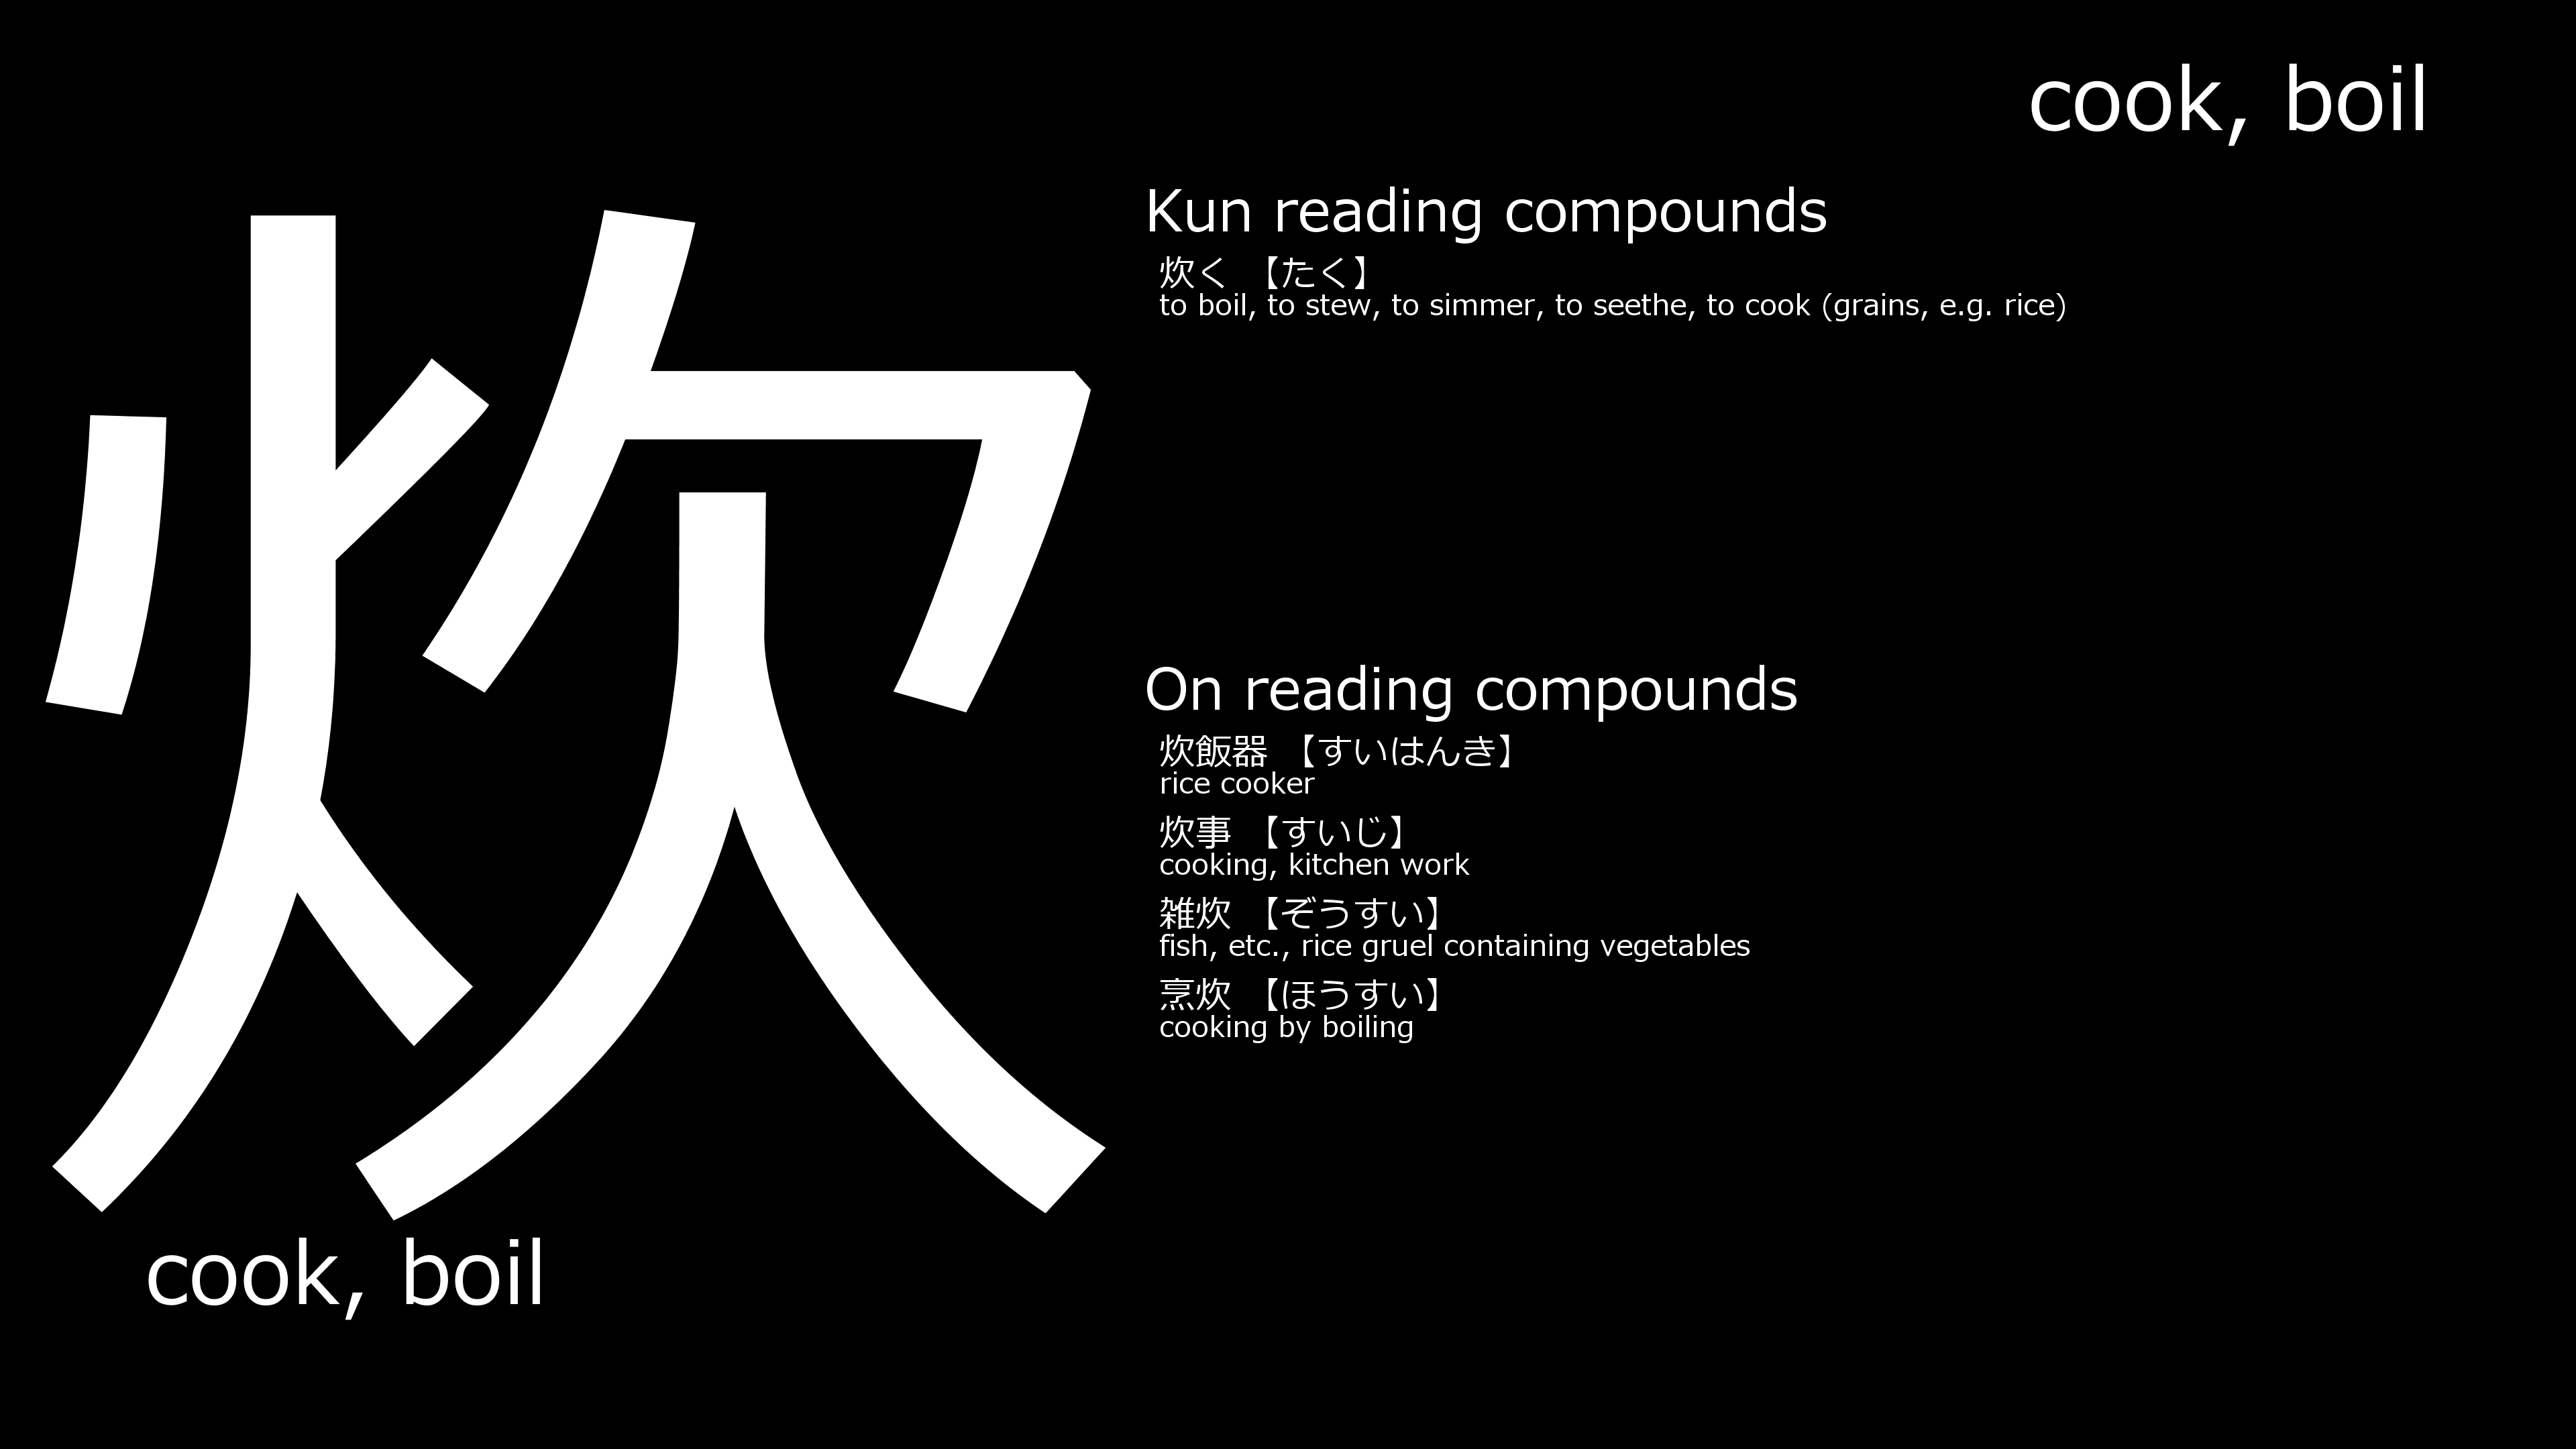 cook, boil
炊
cook, boil
Kun reading compounds
炊く 【たく】
to boil, to stew, to simmer, to seethe, to cook (grains, e.g. rice)
On reading compounds
炊飯器 【すいはんき】
rice cooker
炊事 【すいじ】
cooking, kitchen work
雑炊 【ぞうすい】
fish, etc., rice gruel containing vegetables
烹炊 【ほうすい】
cooking by boiling